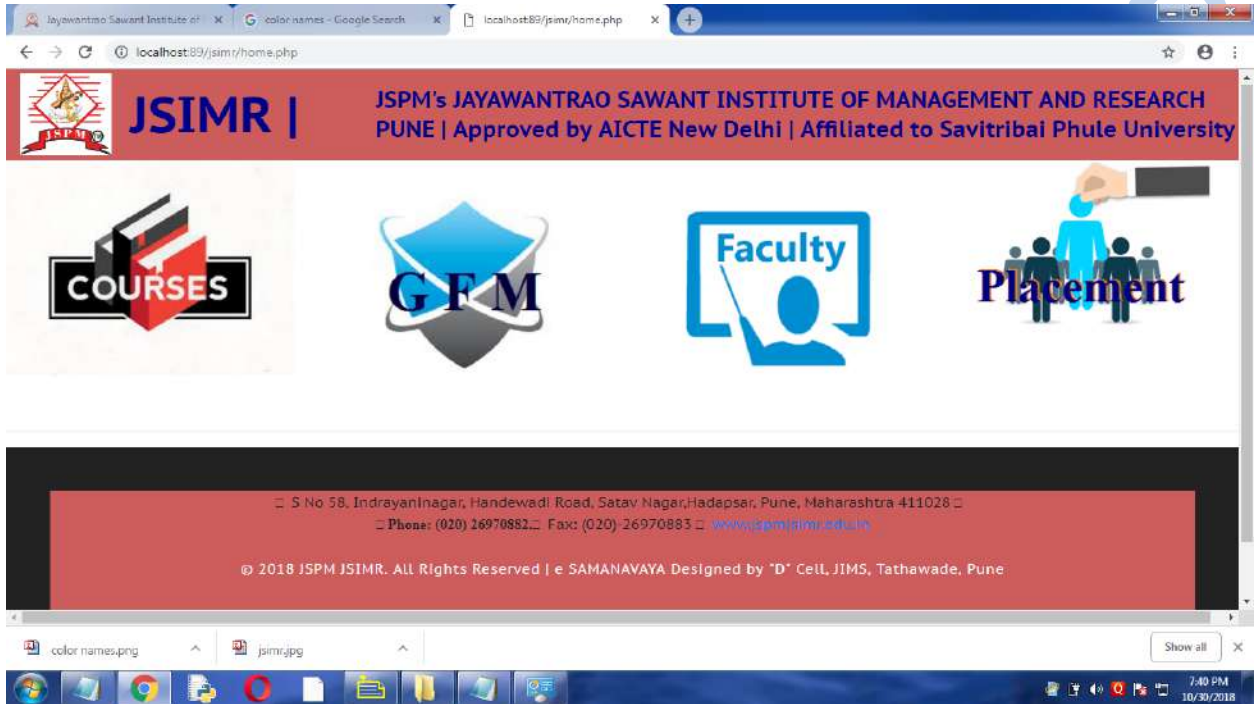 Jayawantrao Sawant Institute of
color names - Google Search
localhost:89/jsimr/home.php
localhost:89/jsimr/home.php
JSPM
JSIMR |
JSPM's JAYAWANTRAO SAWANT INSTITUTE OF MANAGEMENT AND RESEARCH
PUNE | Approved by AICTE New Delhi | Affiliated to Savitribai Phule University
COURSES
GFM
Faculty
Placement
S No 58, Indrayaninagar, Handewadi Road, Satav Nagar,Hadapsar, Pune, Maharashtra 411028
Phone: (020) 26970882. Fax: (020)-26970883 www.jspmjsimr.edu.in
© 2018 JSPM JSIMR. All Rights Reserved | e SAMANAVAYA Designed by "D" Cell, JIMS, Tathawade, Pune
color names.png
jsimr.jpg
Show all
7:40 PM
10/30/2018